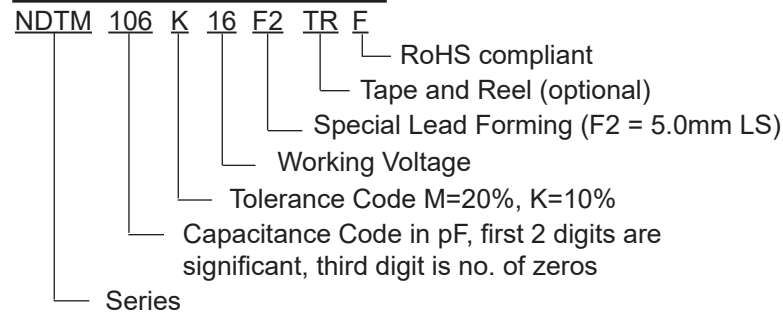 NDTM 106 K 16 F2 TR F
RoHS compliant
Tape and Reel (optional)
Special Lead Forming (F2 = 5.0mm LS)
Working Voltage
Tolerance Code M=20%, K=10%
Capacitance Code in pF, first 2 digits are
significant, third digit is no. of zeros
Series